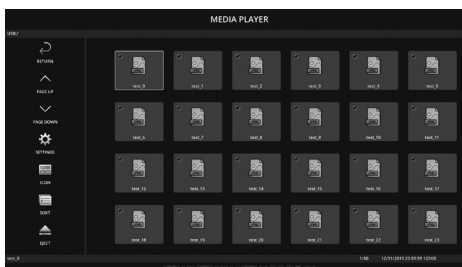 MEDIA PLAYER
USB:/
RETURN
PAGE UP
PAGE DOWN
SETTINGS
ICON
SORT
EJECT
test_0 test_1 test_2 test_3 test_4 test_5
test_6 test_7 test_8 test_9 test_10 test_11
test_12 test_13 test_14 test_15 test_16 test_17
test_18 test_19 test_20 test_21 test_22 test_23
test_0 1/50 12/31/2015 23:59:59 123KB